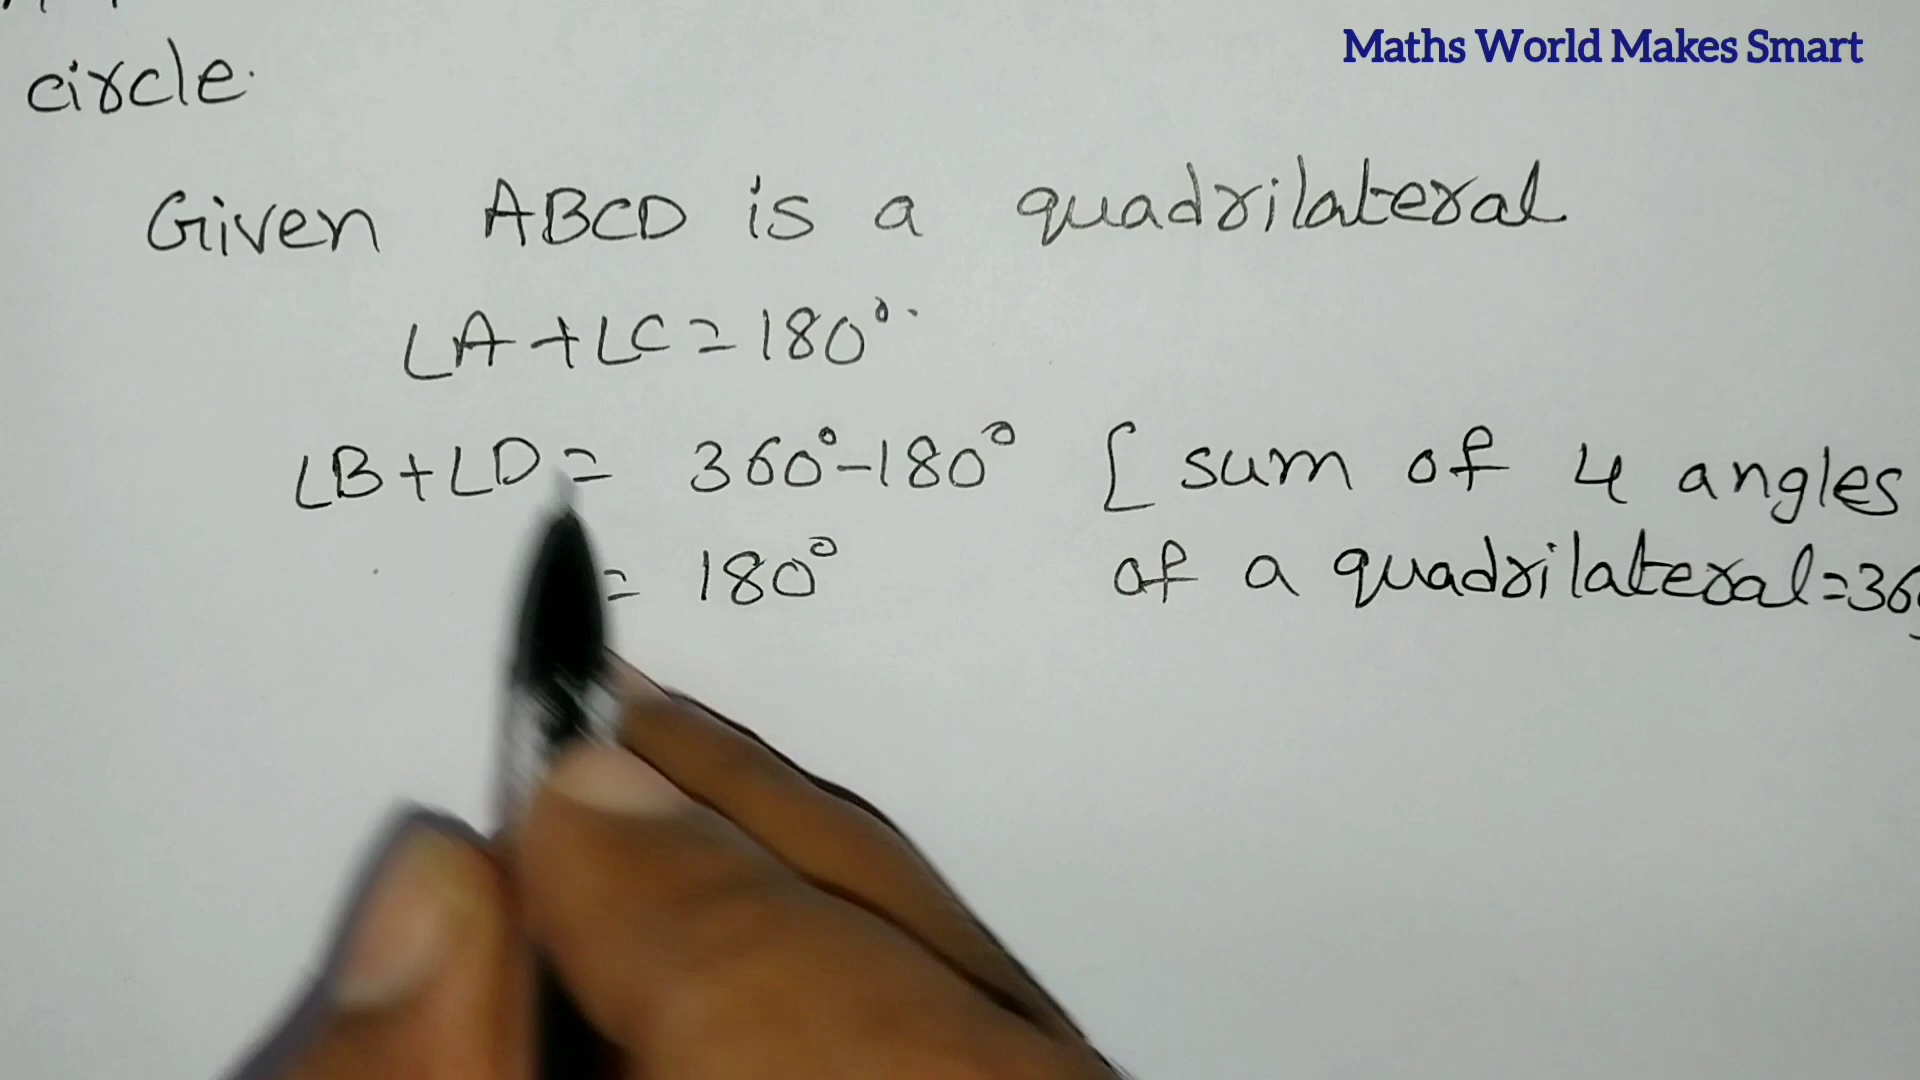 Maths World Makes Smart
circle.
Given ABCD is a quadrilateral
∠A+∠C=180°.
∠B+∠D= 360°-180° [sum of 4 angles
= 180° of a quadrilateral=36